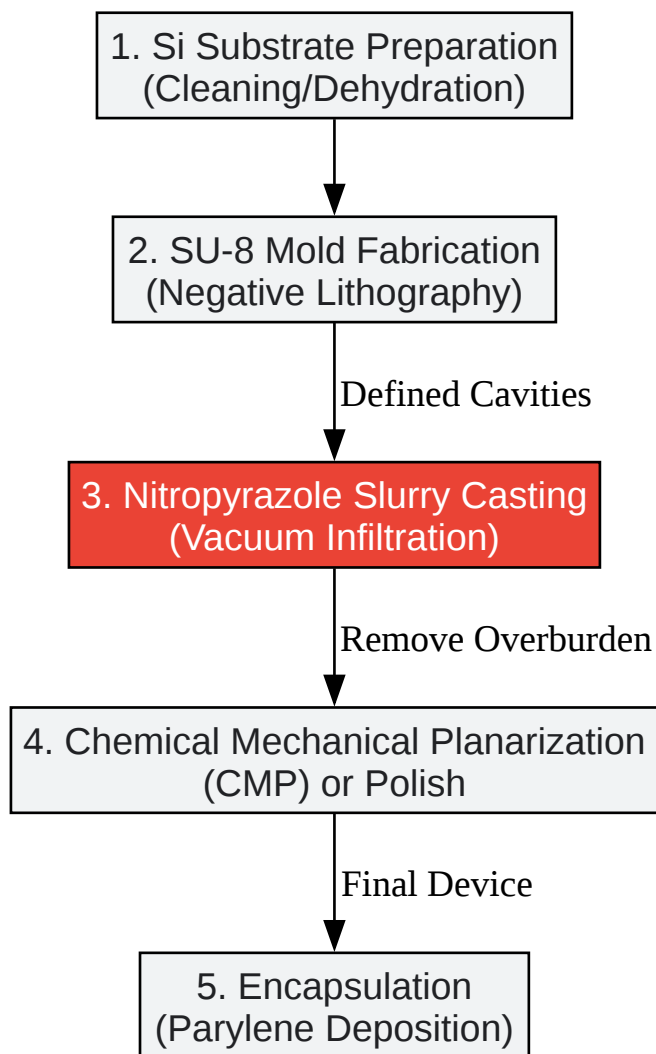 1. Si Substrate Preparation
(Cleaning/Dehydration)
2. SU-8 Mold Fabrication
(Negative Lithography)
Defined Cavities
3. Nitropyrazole Slurry Casting
(Vacuum Infiltration)
Remove Overburden
4. Chemical Mechanical Planarization
(CMP) or Polish
Final Device
5. Encapsulation
(Parylene Deposition)